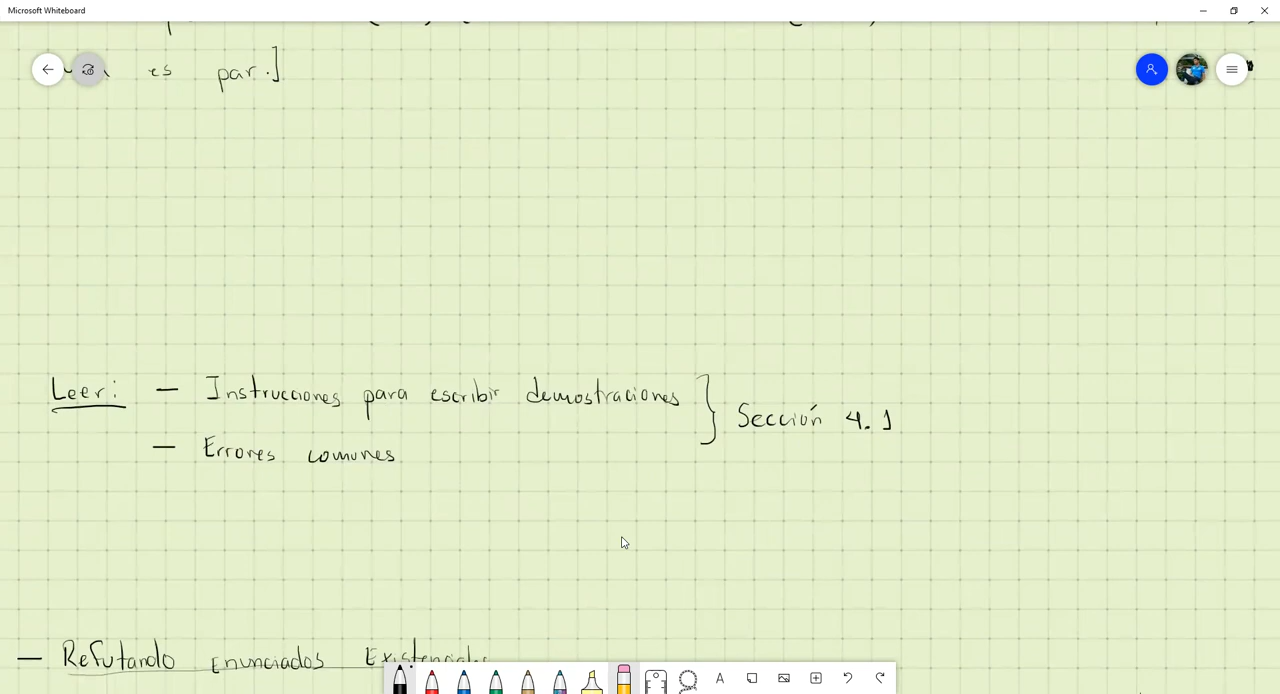 Microsoft Whiteboard
es par.]
Leer: — Instrucciones para escribir demostraciones
— Errores comunes
Sección 4.1
— Refutando Enunciados Existenciales